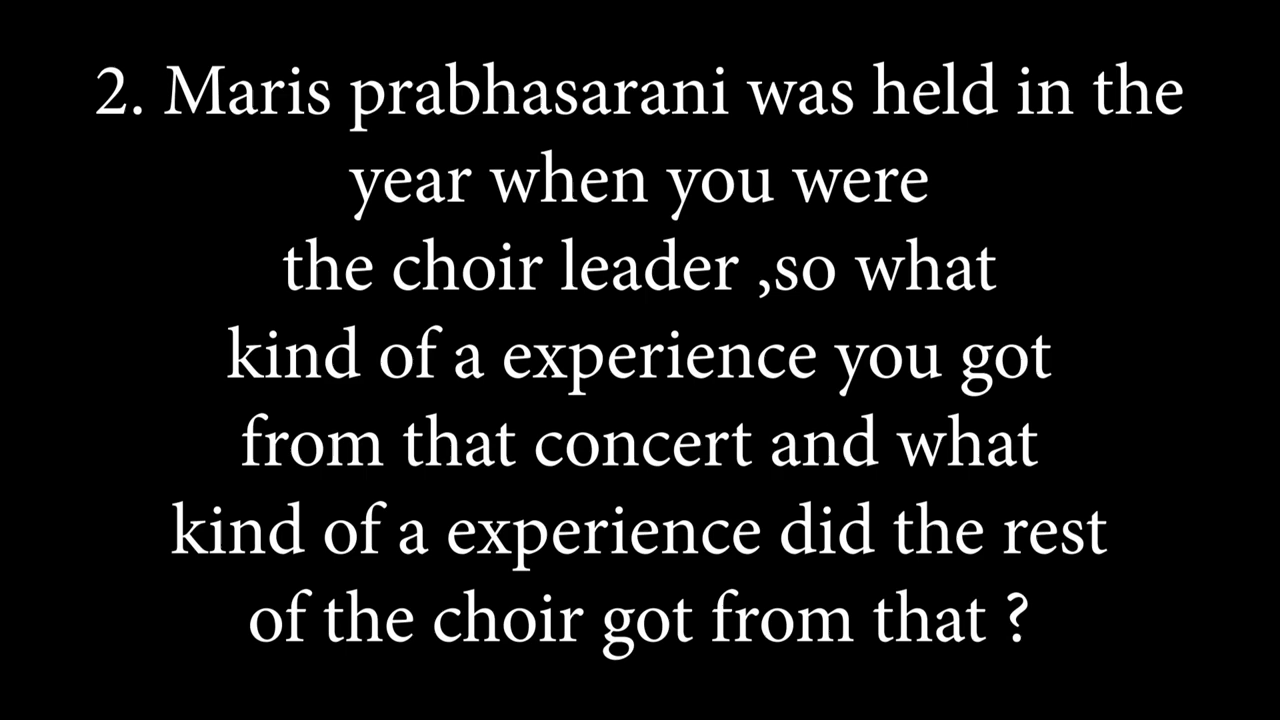 2. Maris prabhasarani was held in the
year when you were
the choir leader ,so what
kind of a experience you got
from that concert and what
kind of a experience did the rest
of the choir got from that ?